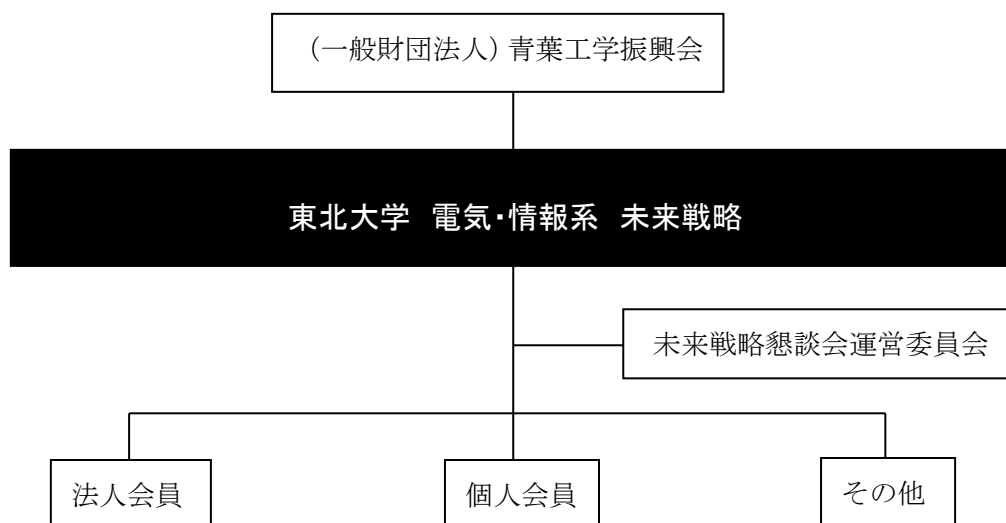 (一般財団法人)青葉工学振興会
東北大学　電気・情報系　未来戦略
未来戦略懇談会運営委員会
法人会員
個人会員
その他